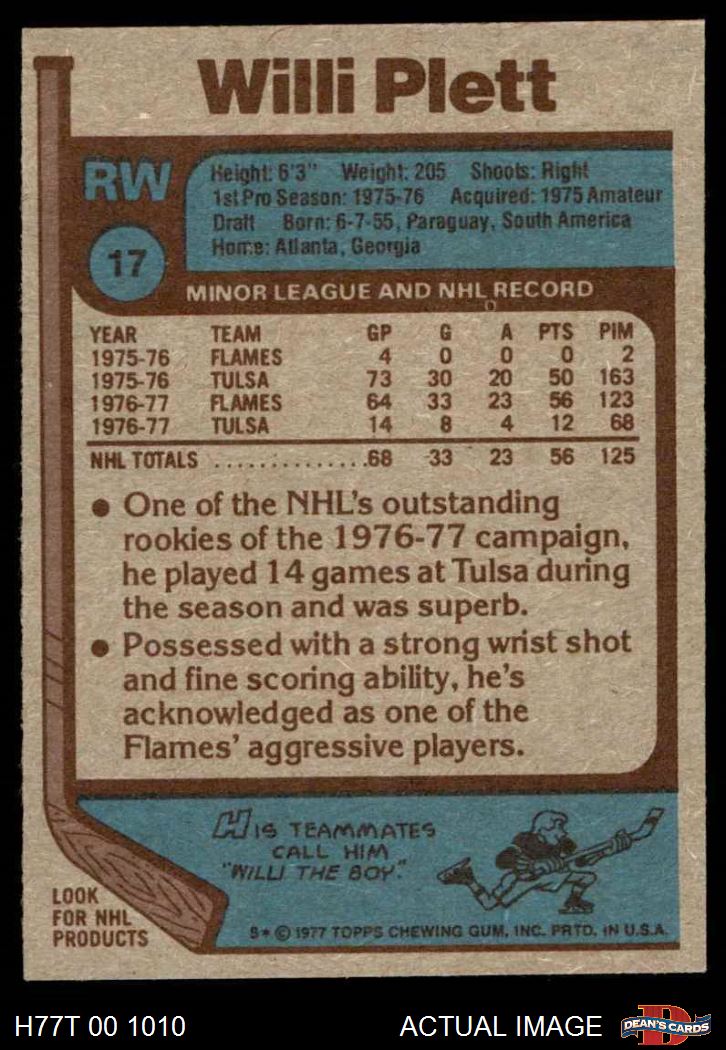 Willi Plett
RW
17
Height: 6'3" Weight: 205 Shoots: Right
1st Pro Season: 1975-76 Acquired: 1975 Amateur
Draft Born: 6-7-55, Paraguay, South America
Home: Atlanta, Georgia
MINOR LEAGUE AND NHL RECORD
YEAR TEAM GP G A PTS PIM
1975-76 FLAMES 4 0 0 0 2
1975-76 TULSA 73 30 20 50 163
1976-77 FLAMES 64 33 23 56 123
1976-77 TULSA 14 8 4 12 68
NHL TOTALS ..............68 33 23 56 125
• One of the NHL's outstanding
rookies of the 1976-77 campaign,
he played 14 games at Tulsa during
the season and was superb.
• Possessed with a strong wrist shot
and fine scoring ability, he's
acknowledged as one of the
Flames' aggressive players.
HIS TEAMMATES
CALL HIM
"WILLI THE BOY."
LOOK
FOR NHL
PRODUCTS
S* © 1977 TOPPS CHEWING GUM, INC. PRTD. IN U.S.A.
H77T 00 1010 ACTUAL IMAGE
D
DEAN'S CARDS